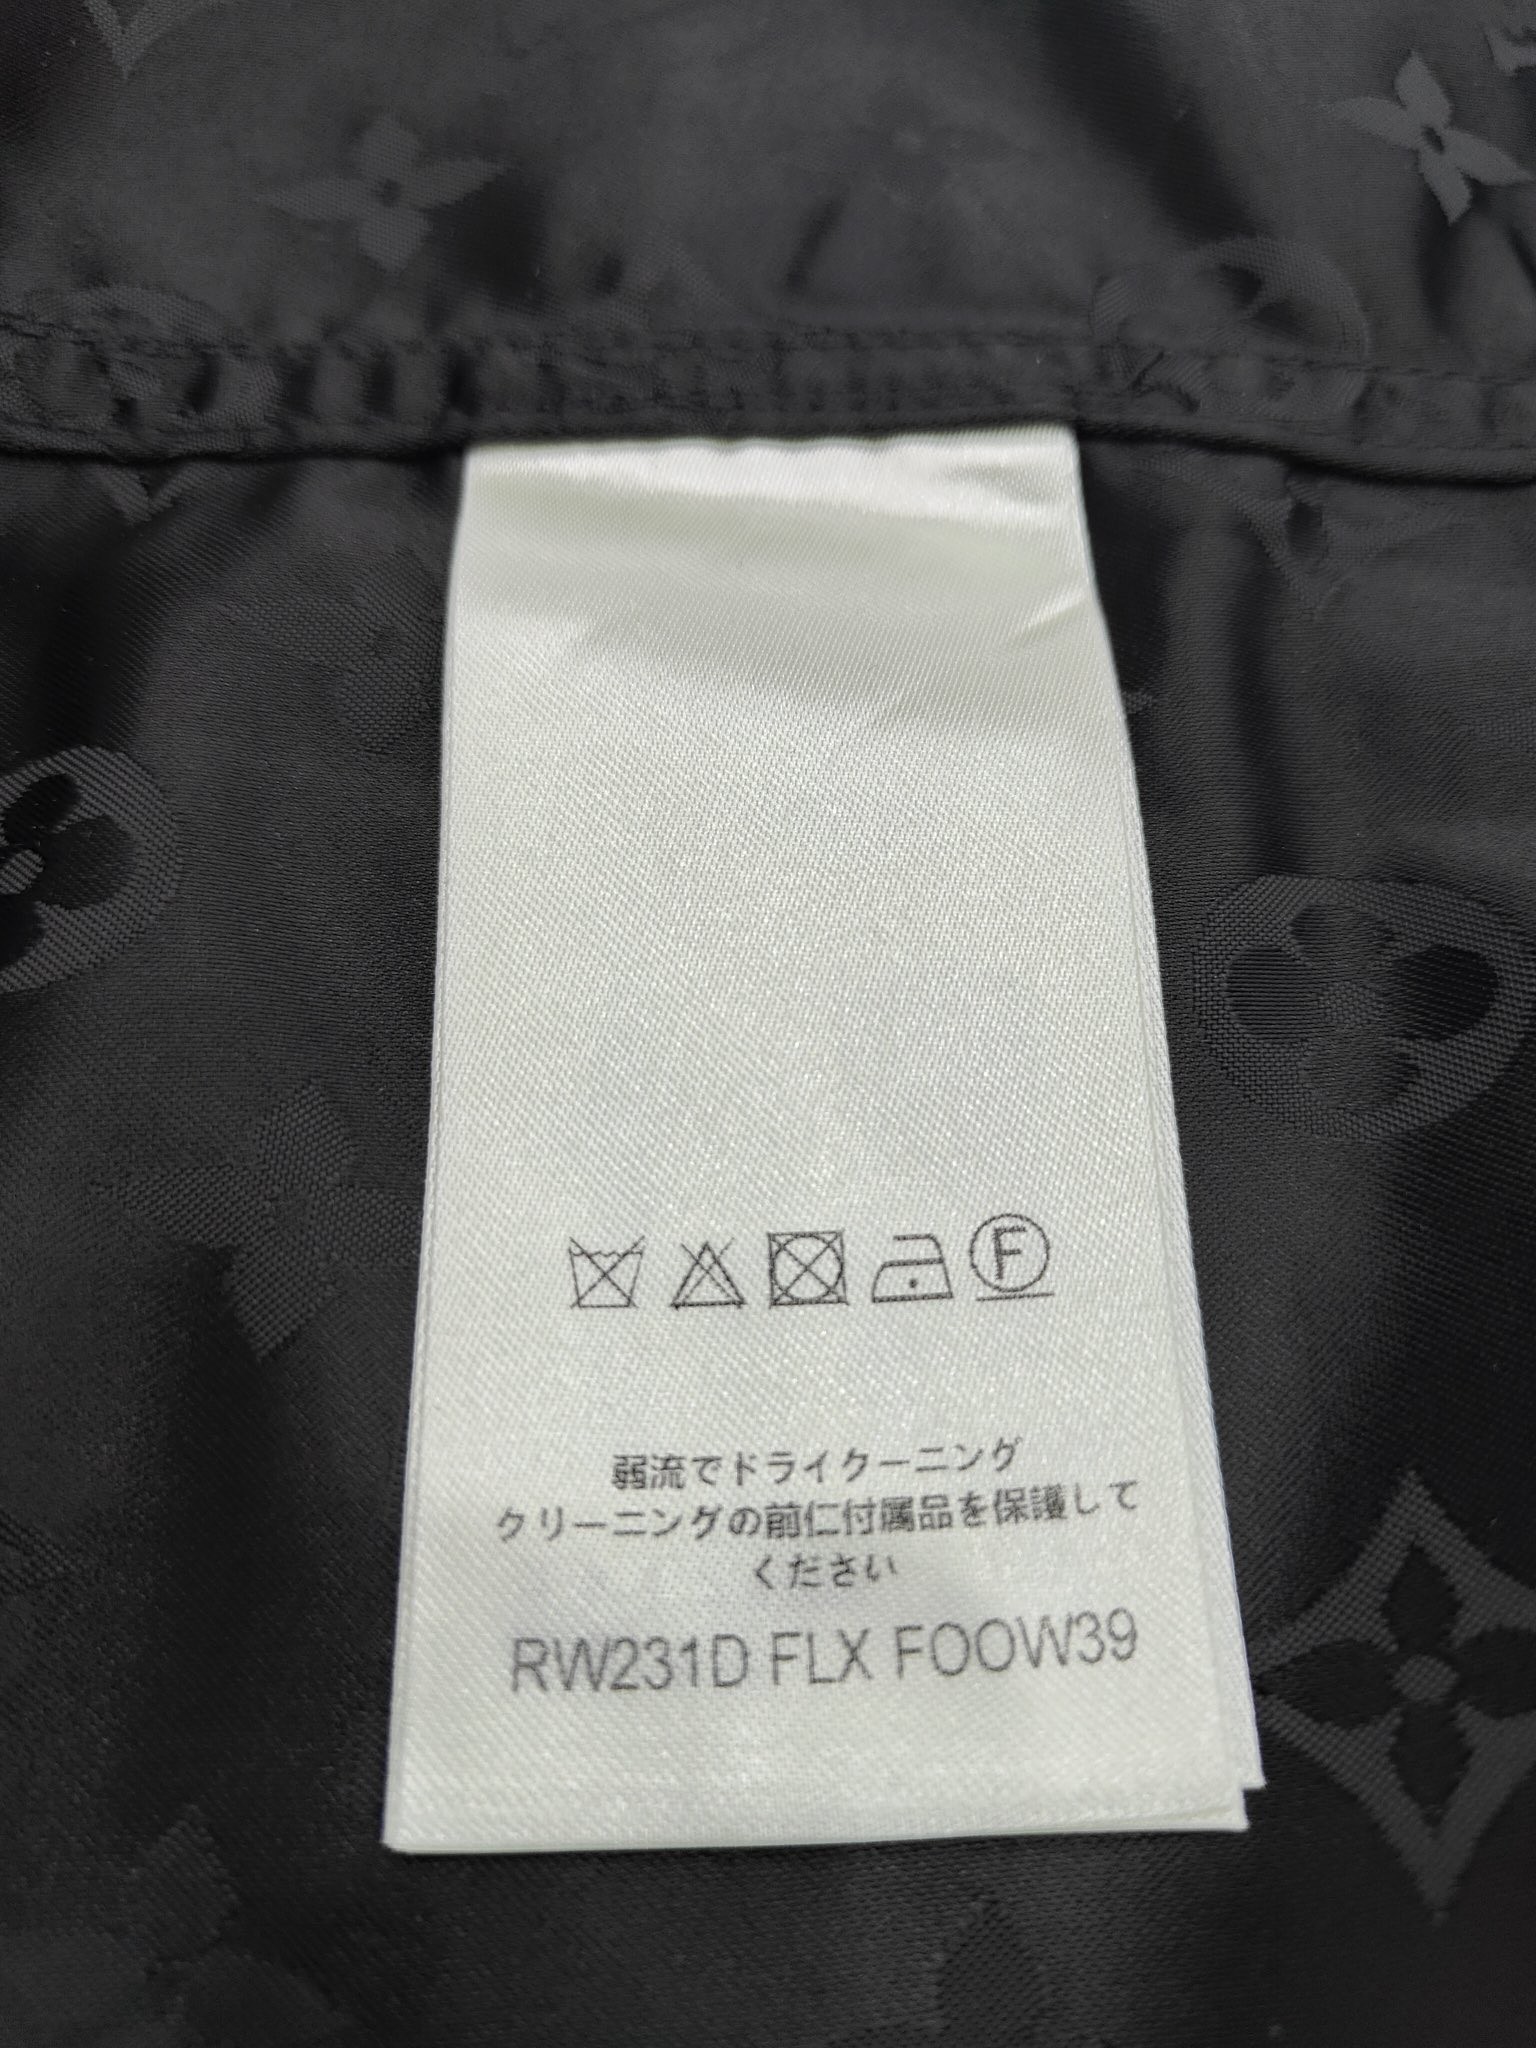 F
弱流でドライクーニング
クリーニングの前仁付属品を保護して
ください
RW231D FLX FOOW39